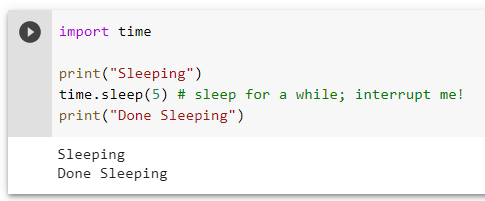 import time

print("Sleeping")
time.sleep(5) # sleep for a while; interrupt me!
print("Done Sleeping")
Sleeping
Done Sleeping